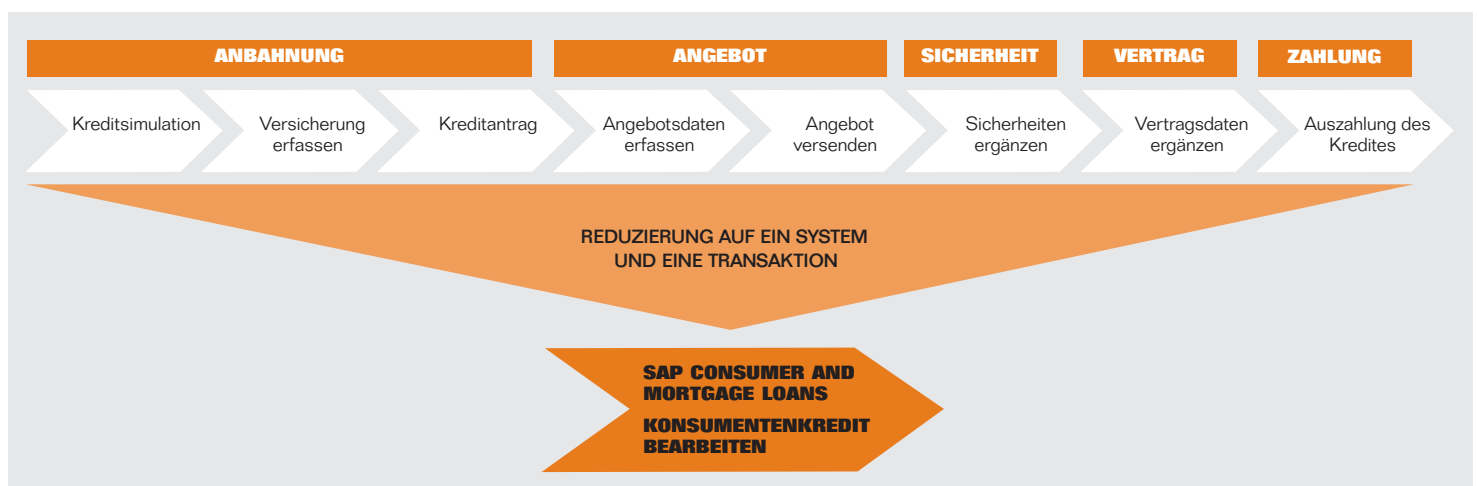 ANBAHNUNG
ANGEBOT
SICHERHEIT
VERTRAG
ZAHLUNG
Kreditsimulation
Versicherung
erfassen
Kreditantrag
Angebotsdaten
erfassen
Angebot
versenden
Sicherheiten
ergänzen
Vertragsdaten
ergänzen
Auszahlung des
Kredites
REDUZIERUNG AUF EIN SYSTEM
UND EINE TRANSAKTION
SAP CONSUMER AND
MORTGAGE LOANS
KONSUMENTENKREDIT
BEARBEITEN